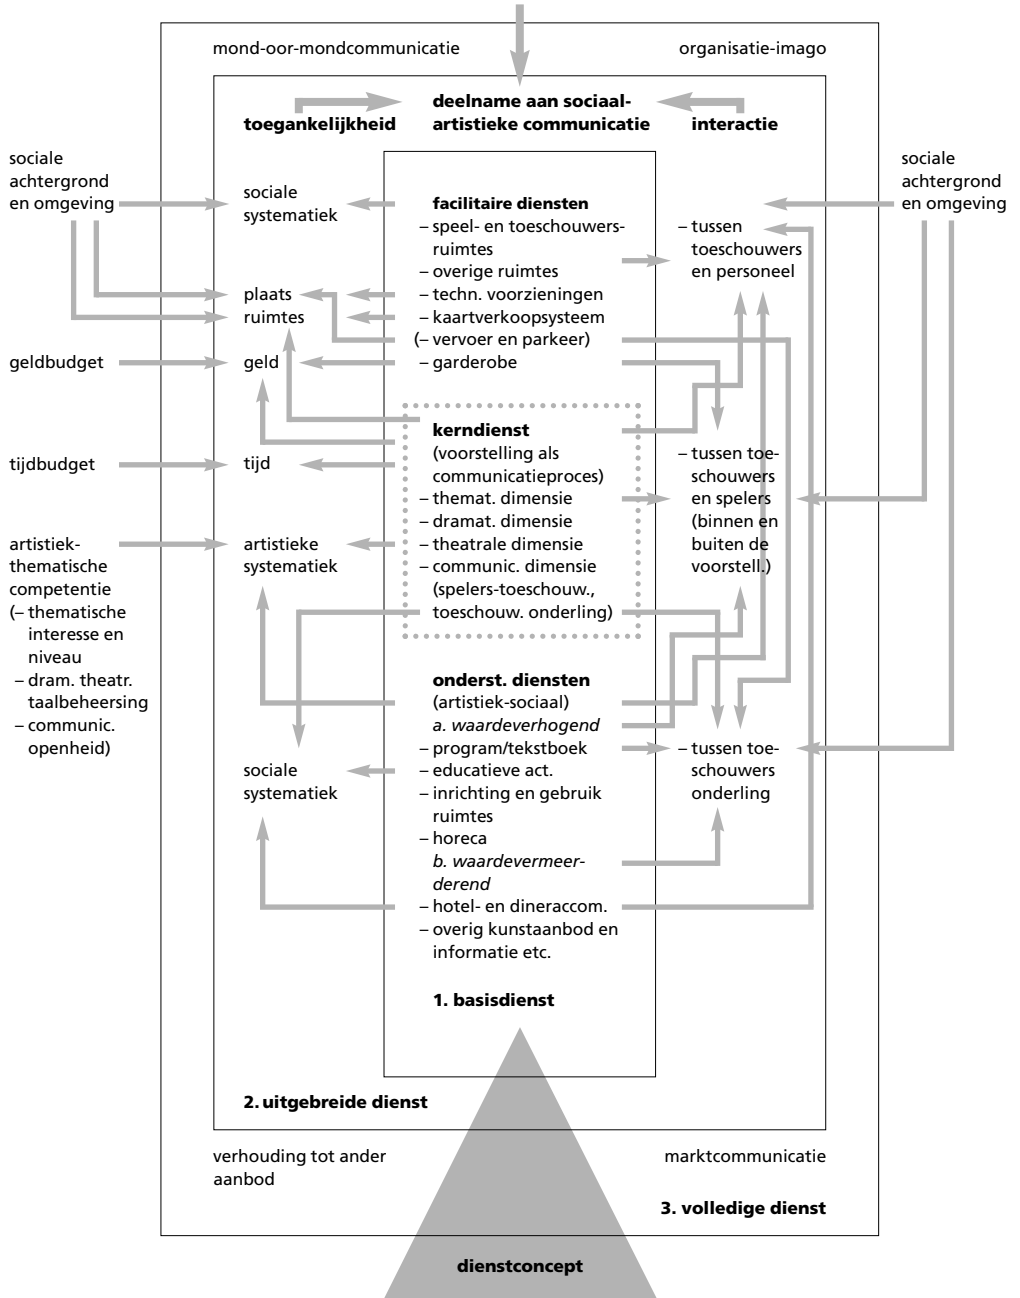 mond-oor-mondcommunicatie
organisatie-imago
toegankelijkheid
deelname aan sociaal-
artistieke communicatie
interactie
sociale
achtergrond
en omgeving
geldbudget
tijdbudget
artistiek-
thematische
competentie
(– thematische
interesse en
niveau
– dram. theatr.
taalbeheersing
– communic.
openheid)
sociale
systematiek
plaats
ruimtes
geld
tijd
artistieke
systematiek
sociale
systematiek
facilitaire diensten
– speel- en toeschouwers-
ruimtes
– overige ruimtes
– techn. voorzieningen
– kaartverkoopsysteem
(– vervoer en parkeer)
– garderobe
kerndienst
(voorstelling als
communicatieproces)
– themat. dimensie
– dramat. dimensie
– theatrale dimensie
– communic. dimensie
(spelers-toeschouw.,
toeschouw. onderling)
onderst. diensten
(artistiek-sociaal)
a. waardeverhogend
– program/tekstboek
– educatieve act.
– inrichting en gebruik
ruimtes
– horeca
b. waardevermeer-
derend
– hotel- en dineraccom.
– overig kunstaanbod en
informatie etc.
1. basisdienst
– tussen
toeschouwers
en personeel
– tussen toe-
schouwers
en spelers
(binnen en
buiten de
voorstell.)
– tussen toe-
schouwers
onderling
sociale
achtergrond
en omgeving
2. uitgebreide dienst
verhouding tot ander
aanbod
marktcommunicatie
3. volledige dienst
dienstconcept